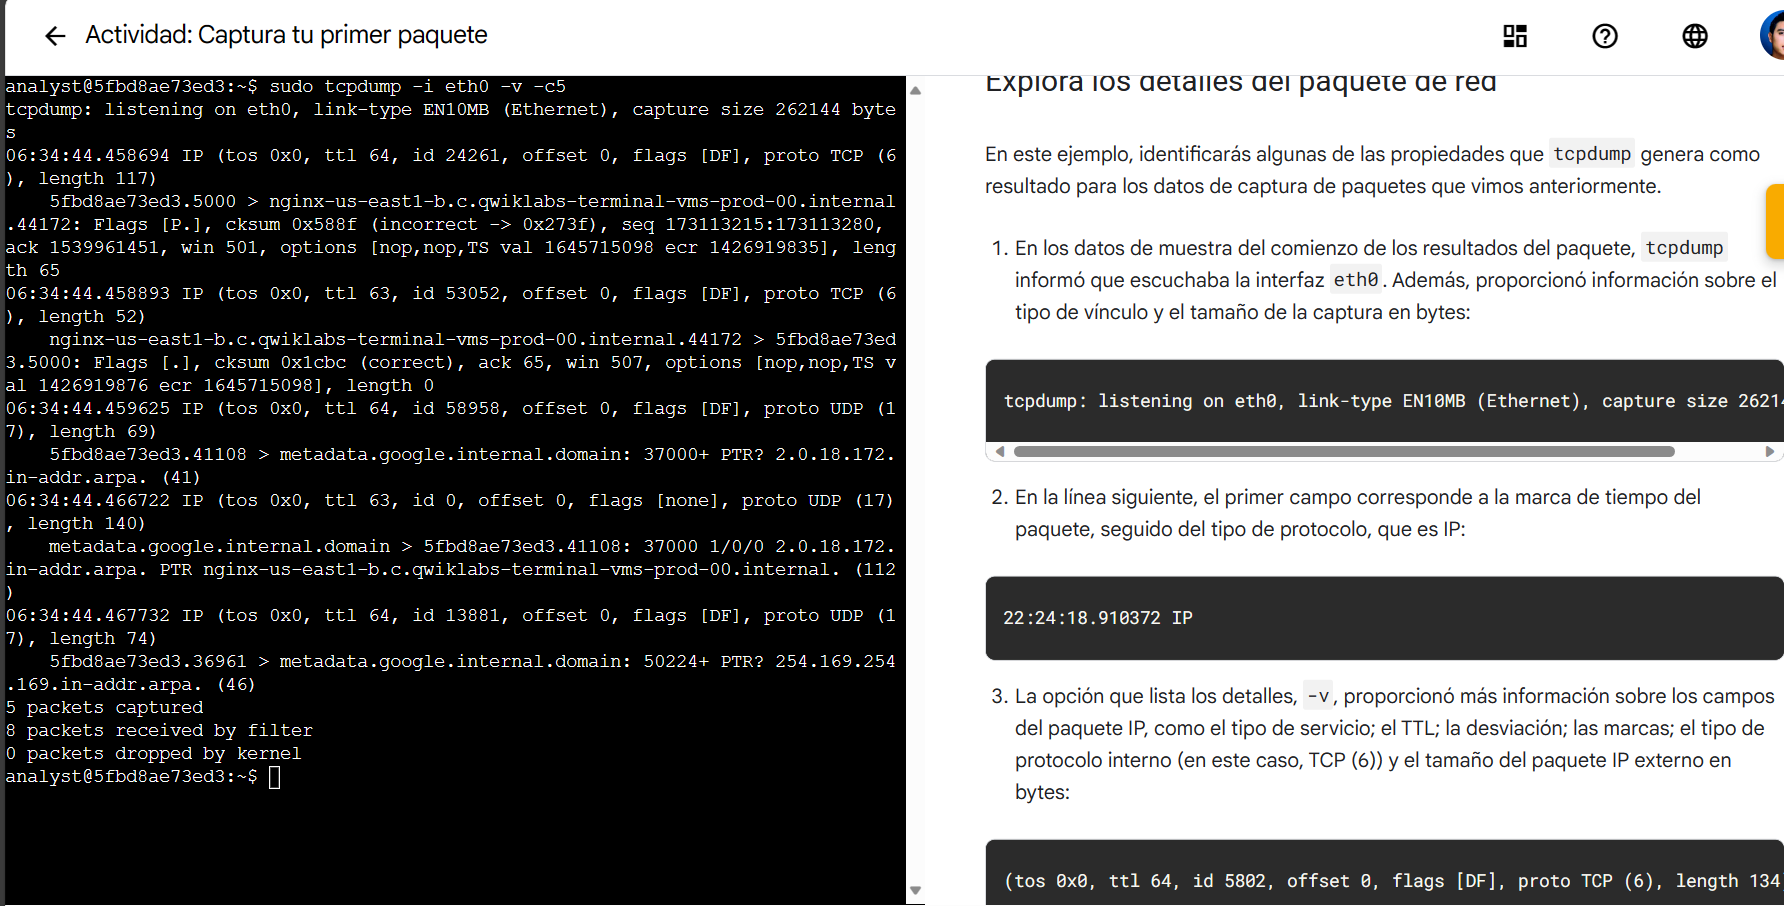 Actividad: Captura tu primer paquete
analyst@5fbd8ae73ed3:~$ sudo tcpdump -i eth0 -v -c5
tcpdump: listening on eth0, link-type EN10MB (Ethernet), capture size 262144 byte
s
06:34:44.458694 IP (tos 0x0, ttl 64, id 24261, offset 0, flags [DF], proto TCP (6
), length 117)
    5fbd8ae73ed3.5000 > nginx-us-east1-b.c.qwiklabs-terminal-vms-prod-00.internal
.44172: Flags [P.], cksum 0x588f (incorrect -> 0x273f), seq 173113215:173113280,
ack 1539961451, win 501, options [nop,nop,TS val 1645715098 ecr 1426919835], leng
th 65
06:34:44.458893 IP (tos 0x0, ttl 63, id 53052, offset 0, flags [DF], proto TCP (6
), length 52)
    nginx-us-east1-b.c.qwiklabs-terminal-vms-prod-00.internal.44172 > 5fbd8ae73ed
3.5000: Flags [.], cksum 0x1cbc (correct), ack 65, win 507, options [nop,nop,TS v
al 1426919876 ecr 1645715098], length 0
06:34:44.459625 IP (tos 0x0, ttl 64, id 58958, offset 0, flags [DF], proto UDP (1
7), length 69)
    5fbd8ae73ed3.41108 > metadata.google.internal.domain: 37000+ PTR? 2.0.18.172.
in-addr.arpa. (41)
06:34:44.466722 IP (tos 0x0, ttl 63, id 0, offset 0, flags [none], proto UDP (17)
, length 140)
    metadata.google.internal.domain > 5fbd8ae73ed3.41108: 37000 1/0/0 2.0.18.172.
in-addr.arpa. PTR nginx-us-east1-b.c.qwiklabs-terminal-vms-prod-00.internal. (112
)
06:34:44.467732 IP (tos 0x0, ttl 64, id 13881, offset 0, flags [DF], proto UDP (1
7), length 74)
    5fbd8ae73ed3.36961 > metadata.google.internal.domain: 50224+ PTR? 254.169.254
.169.in-addr.arpa. (46)
5 packets captured
8 packets received by filter
0 packets dropped by kernel
analyst@5fbd8ae73ed3:~$
Explora los detalles del paquete de red
En este ejemplo, identificarás algunas de las propiedades que tcpdump genera como
resultado para los datos de captura de paquetes que vimos anteriormente.
1. En los datos de muestra del comienzo de los resultados del paquete, tcpdump
informó que escuchaba la interfaz eth0. Además, proporcionó información sobre el
tipo de vínculo y el tamaño de la captura en bytes:
tcpdump: listening on eth0, link-type EN10MB (Ethernet), capture size 26214
2. En la línea siguiente, el primer campo corresponde a la marca de tiempo del
paquete, seguido del tipo de protocolo, que es IP:
22:24:18.910372 IP
3. La opción que lista los detalles, -v, proporcionó más información sobre los campos
del paquete IP, como el tipo de servicio; el TTL; la desviación; las marcas; el tipo de
protocolo interno (en este caso, TCP (6)) y el tamaño del paquete IP externo en
bytes:
(tos 0x0, ttl 64, id 5802, offset 0, flags [DF], proto TCP (6), length 134